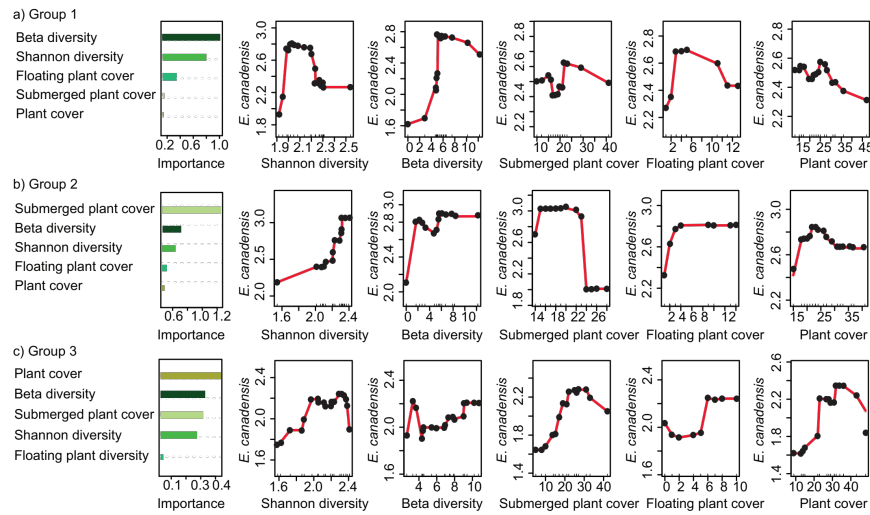 a) Group 1
Beta diversity
Shannon diversity
Floating plant cover
Submerged plant cover
Plant cover
0.2 0.6 1.0
Importance
E. canadensis
1.8 2.2 2.6 3.0
1.9 2.1 2.3 2.5
Shannon diversity
E. canadensis
1.6 2.0 2.4 2.8
0 2 4 6 8 10
Beta diversity
E. canadensis
2.2 2.4 2.6 2.8
10 20 30 40
Submerged plant cover
E. canadensis
2.2 2.4 2.6 2.8
2 4 6 8 10 14
Floating plant cover
E. canadensis
2.2 2.4 2.6 2.8
15 25 35 45
Plant cover
b) Group 2
Submerged plant cover
Beta diversity
Shannon diversity
Floating plant cover
Plant cover
0.6 1.0 1.2
Importance
E. canadensis
2.0 2.5 3.0
1.6 2.0 2.4
Shannon diversity
E. canadensis
2.0 2.4 2.8 3.0
0 4 6 8 12
Beta diversity
E. canadensis
1.8 2.2 2.6 3.0
14 18 22 26
Submerged plant cover
E. canadensis
2.2 2.6 3.0
2 4 6 8 12
Floating plant cover
E. canadensis
2.2 2.6 3.0
15 25 35
Plant cover
c) Group 3
Plant cover
Beta diversity
Submerged plant cover
Shannon diversity
Floating plant diversity
0.1 0.3 0.4
Importance
E. canadensis
1.6 2.0 2.4
1.6 2.0 2.4
Shannon diversity
E. canadensis
1.6 2.0 2.4
2 4 6 8 10
Beta diversity
E. canadensis
1.4 1.8 2.2 2.6
10 20 30 40
Submerged plant cover
E. canadensis
1.6 2.0 2.4
0 2 4 6 8 10
Floating plant cover
E. canadensis
1.4 1.8 2.2 2.6
10 20 30 40
Plant cover